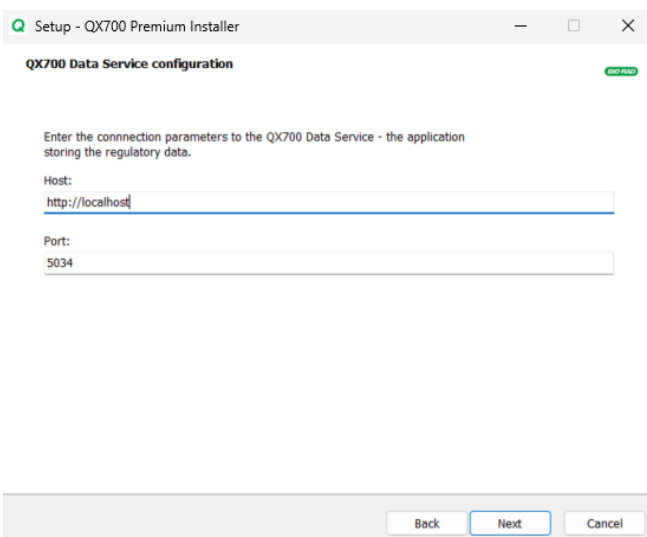 Setup - QX700 Premium Installer
QX700 Data Service configuration
BIO-RAD
Enter the connnection parameters to the QX700 Data Service - the application
storing the regulatory data.
Host:
http://localhost
Port:
5034
Back
Next
Cancel